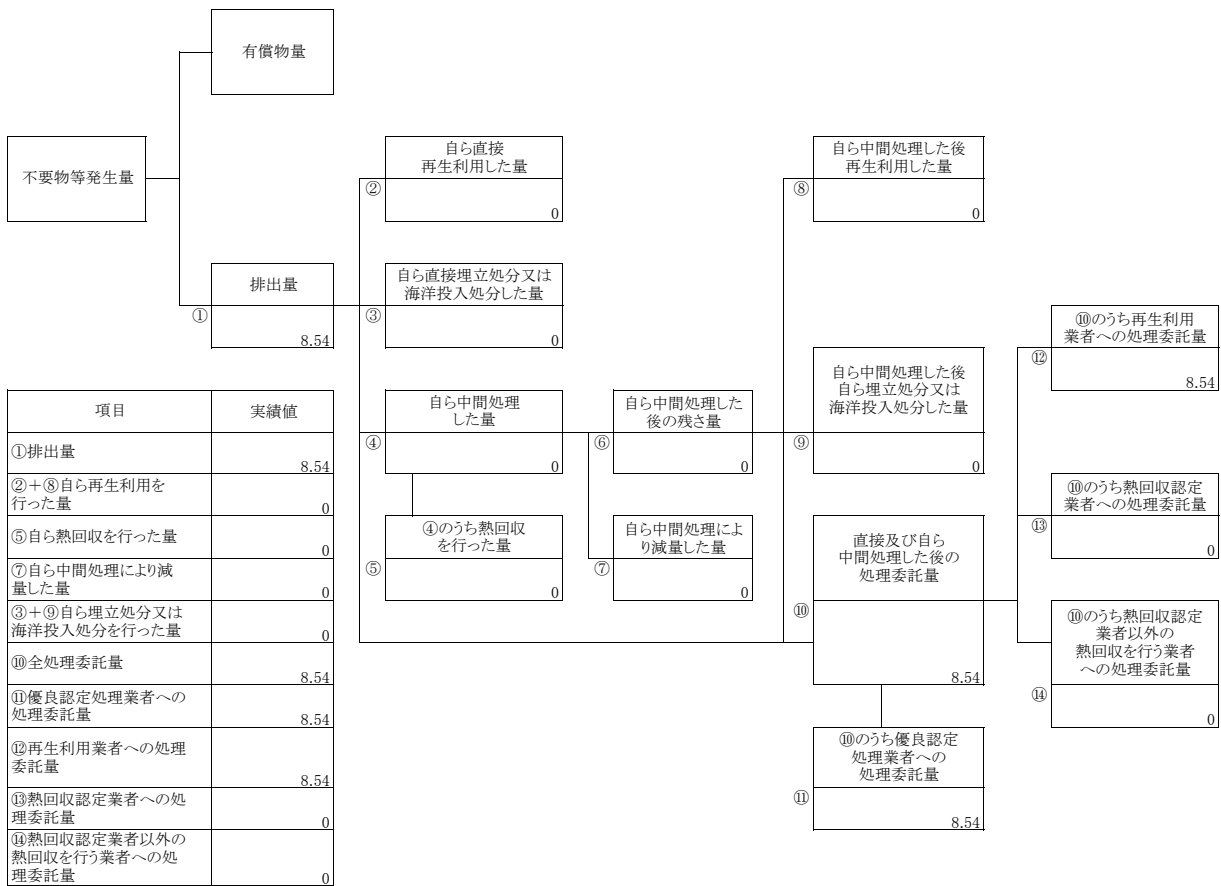 有償物量
不要物等発生量
排出量
①
8.54
自ら直接
再生利用した量
②
0
自ら直接埋立処分又は
海洋投入処分した量
③
0
自ら中間処理
した量
④
0
④のうち熱回収
を行った量
⑤
0
自ら中間処理した
後の残さ量
⑥
0
自ら中間処理によ
り減量した量
⑦
0
自ら中間処理した後
再生利用した量
⑧
0
自ら中間処理した後
自ら埋立処分又は
海洋投入処分した量
⑨
0
直接及び自ら
中間処理した後の
処理委託量
⑩
8.54
⑩のうち優良認定
処理業者への
処理委託量
⑪
8.54
⑩のうち再生利用
業者への処理委託量
⑫
8.54
⑩のうち熱回収認定
業者への処理委託量
⑬
0
⑩のうち熱回収認定
業者以外の
熱回収を行う業者
への処理委託量
⑭
0
項目 実績値
①排出量
8.54
②＋⑧自ら再生利用を
行った量
0
⑤自ら熱回収を行った量
0
⑦自ら中間処理により減
量した量
0
③＋⑨自ら埋立処分又は
海洋投入処分を行った量
0
⑩全処理委託量
8.54
⑪優良認定処理業者への
処理委託量
8.54
⑫再生利用業者への処理
委託量
8.54
⑬熱回収認定業者への処
理委託量
0
⑭熱回収認定業者以外の
熱回収を行う業者への処
理委託量
0